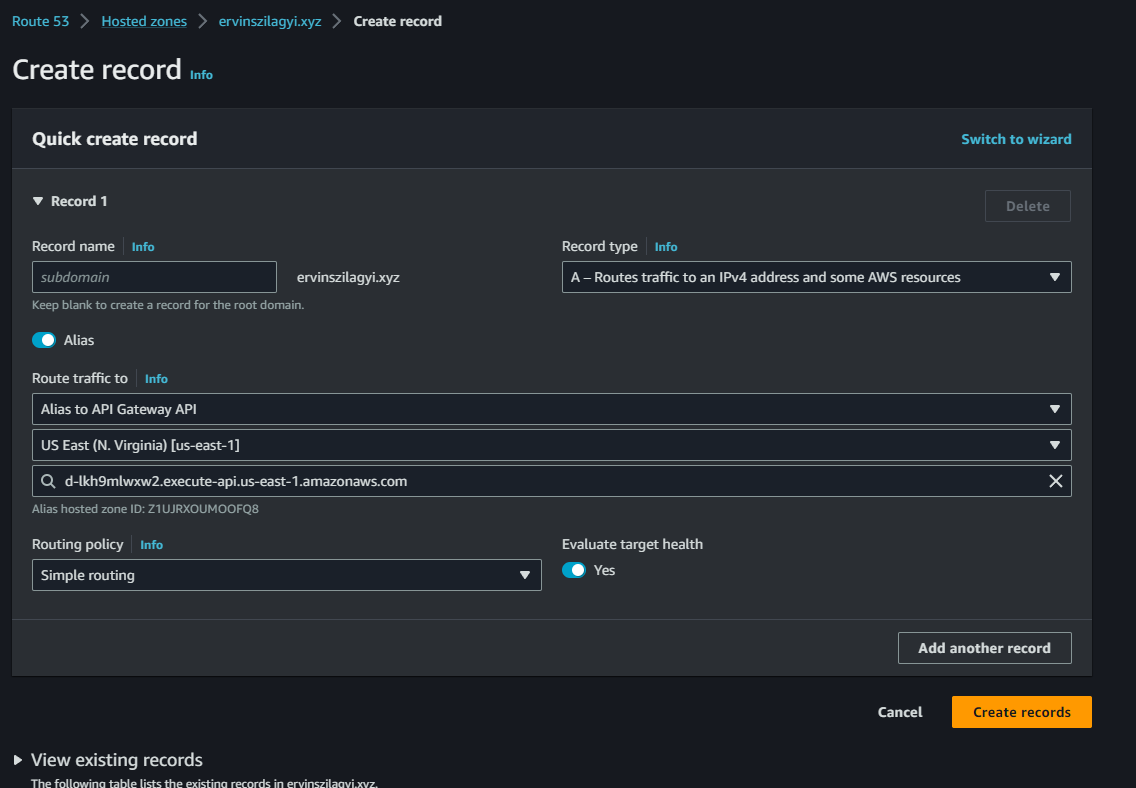 Route 53 > Hosted zones > ervinszilagyi.xyz > Create record
Create record Info
Quick create record Switch to wizard
Record 1 Delete
Record name Info Record type Info
subdomain ervinszilagyi.xyz A – Routes traffic to an IPv4 address and some AWS resources
Keep blank to create a record for the root domain.
Alias
Route traffic to Info
Alias to API Gateway API
US East (N. Virginia) [us-east-1]
d-lkh9mlwxw2.execute-api.us-east-1.amazonaws.com
Alias hosted zone ID: Z1UJRXOUMOOFQ8
Routing policy Info Evaluate target health
Simple routing Yes
Add another record
Cancel Create records
View existing records
The following table lists the existing records in ervinszilagyi.xyz.